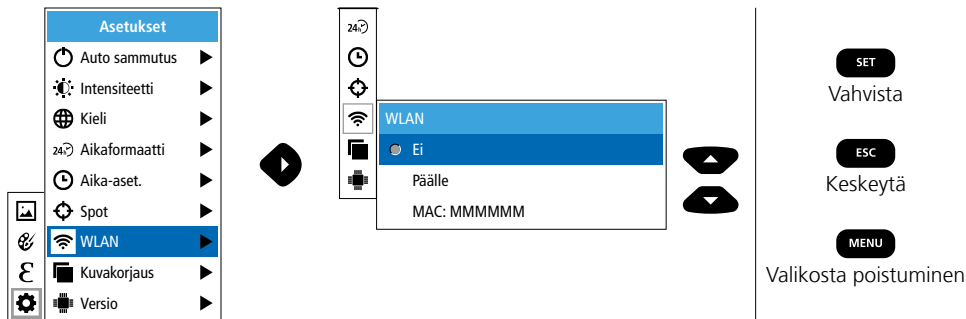 Asetukset
Auto sammutus
Intensiteetti
Kieli
24h Aikaformaatti
Aika-aset.
Spot
WLAN
Kuvakorjaus
Versio
ε
24h
WLAN
Ei
Päälle
MAC: MMMMMM
SET
Vahvista
ESC
Keskeytä
MENU
Valikosta poistuminen